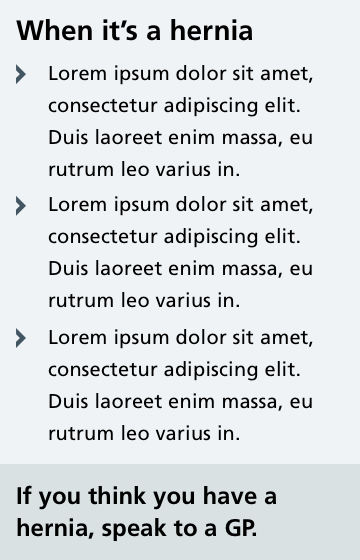 When it's a hernia
Lorem ipsum dolor sit amet,
consectetur adipiscing elit.
Duis laoreet enim massa, eu
rutrum leo varius in.
Lorem ipsum dolor sit amet,
consectetur adipiscing elit.
Duis laoreet enim massa, eu
rutrum leo varius in.
Lorem ipsum dolor sit amet,
consectetur adipiscing elit.
Duis laoreet enim massa, eu
rutrum leo varius in.
If you think you have a
hernia, speak to a GP.